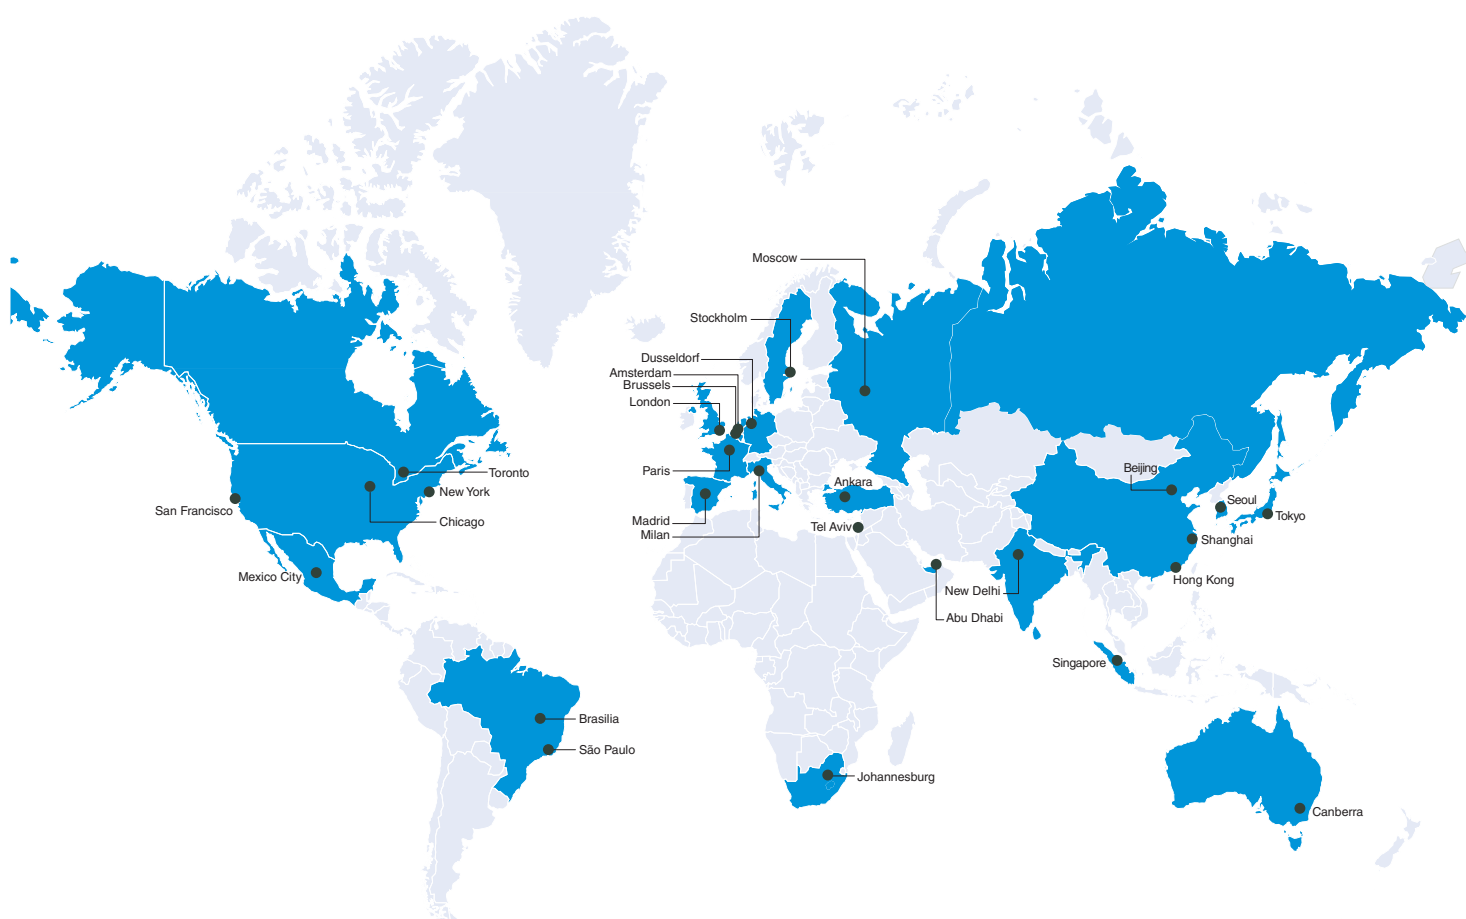 Moscow
Stockholm
Dusseldorf
Amsterdam
Brussels
London
Paris
Madrid
Milan
Ankara
Tel Aviv
Toronto
New York
Chicago
San Francisco
Mexico City
Brasilia
São Paulo
Johannesburg
Abu Dhabi
New Delhi
Beijing
Seoul
Tokyo
Shanghai
Hong Kong
Singapore
Canberra